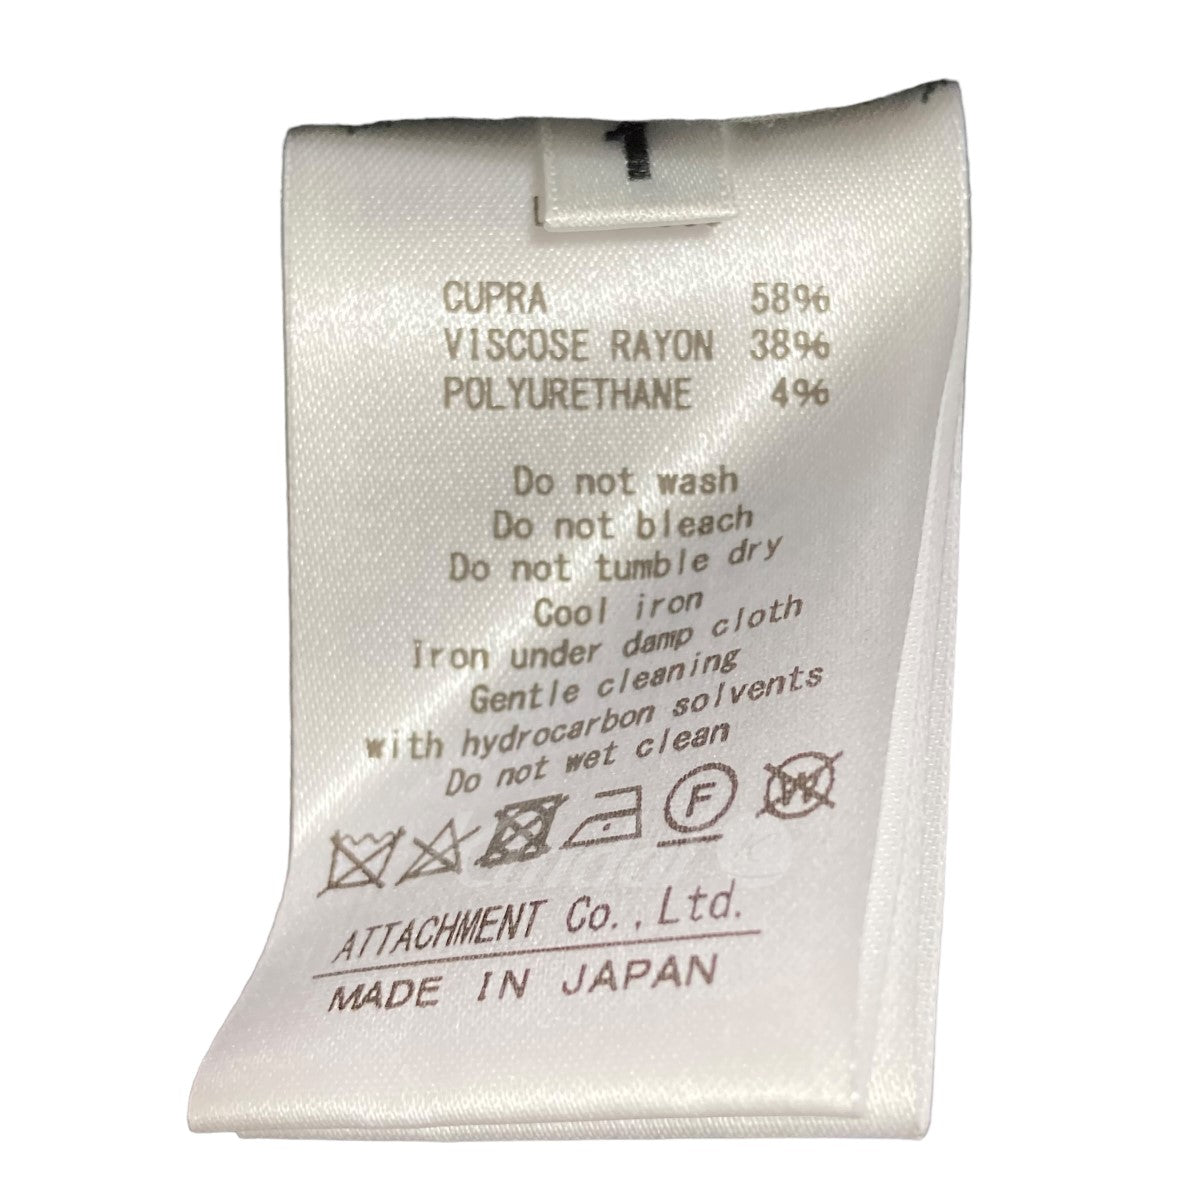 1
CUPRA 58%
VISCOSE RAYON 38%
POLYURETHANE 4%
Do not wash
Do not bleach
Do not tumble dry
Cool iron
Iron under damp cloth
Gentle cleaning
with hydrocarbon solvents
Do not wet clean
F W
ATTACHMENT Co., Ltd.
MADE IN JAPAN